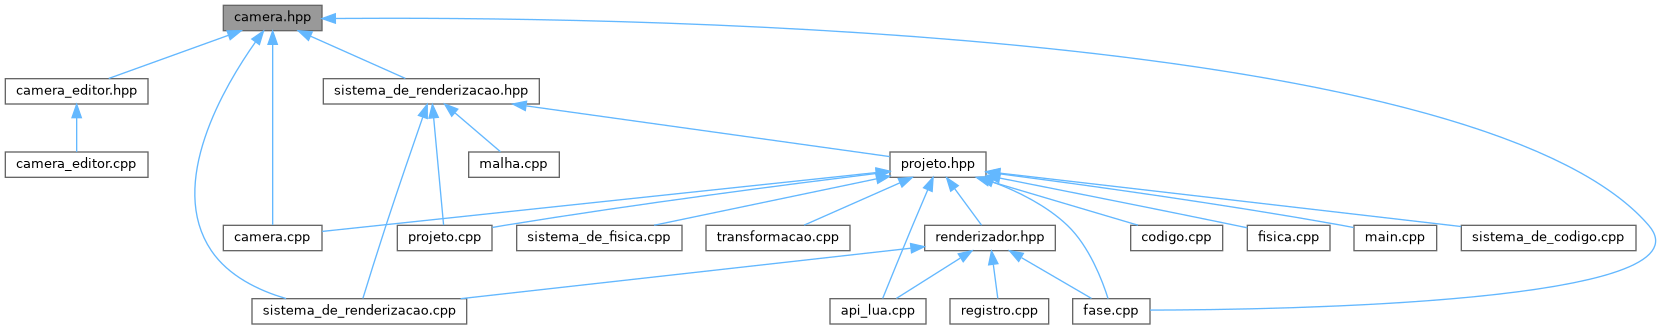 camera.hpp
camera_editor.hpp
sistema_de_renderizacao.hpp
camera_editor.cpp
malha.cpp
projeto.hpp
camera.cpp
projeto.cpp
sistema_de_fisica.cpp
transformacao.cpp
renderizador.hpp
codigo.cpp
fisica.cpp
main.cpp
sistema_de_codigo.cpp
sistema_de_renderizacao.cpp
api_lua.cpp
registro.cpp
fase.cpp